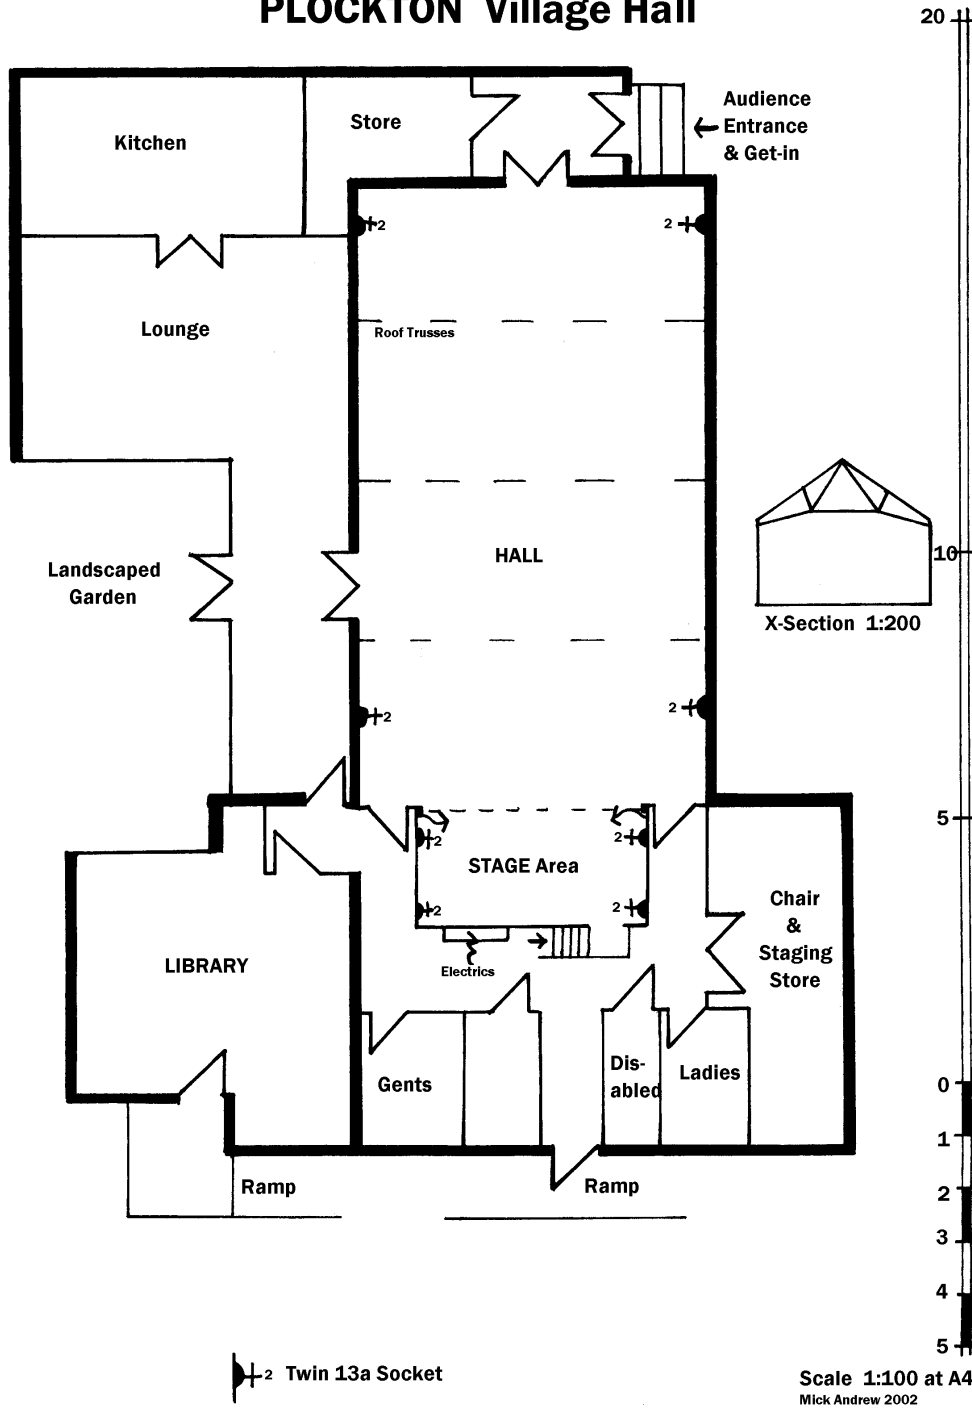 PLOCKTON Village Hall
20
Audience
Entrance
& Get-in
Kitchen
Store
2
2
Lounge
Roof Trusses
HALL
10
Landscaped
Garden
X-Section 1:200
2
2
5
2
2
STAGE Area
2
2
Chair
&
Staging
Store
LIBRARY
Electrics
Gents
Dis-
abled
Ladies
0
1
Ramp
Ramp
2
3
4
5
2 Twin 13a Socket
Scale 1:100 at A4
Mick Andrew 2002